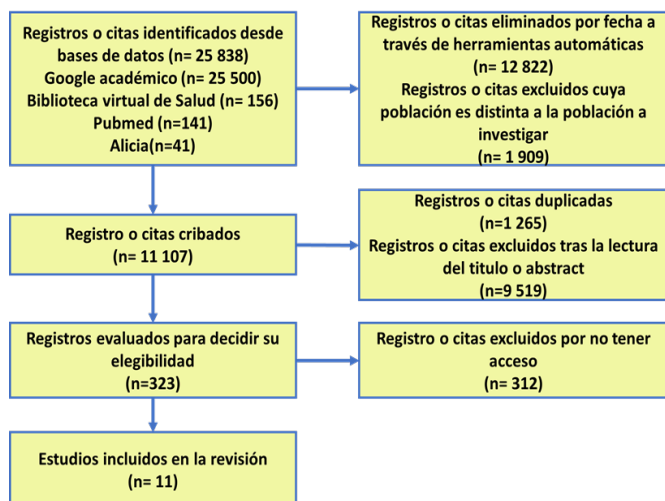 Registros o citas identificados desde
bases de datos (n= 25 838)
Google académico (n= 25 500)
Biblioteca virtual de Salud (n= 156)
Pubmed (n=141)
Alicia(n=41)
Registros o citas eliminados por fecha a
través de herramientas automáticas
(n= 12 822)
Registros o citas excluidos cuya
población es distinta a la población a
investigar
(n= 1 909)
Registro o citas cribados
(n= 11 107)
Registros o citas duplicadas
(n=1 265)
Registros o citas excluidos tras la lectura
del titulo o abstract
(n=9 519)
Registros evaluados para decidir su
elegibilidad
(n=323)
Registro o citas excluidos por no tener
acceso
(n= 312)
Estudios incluidos en la revisión
(n= 11)